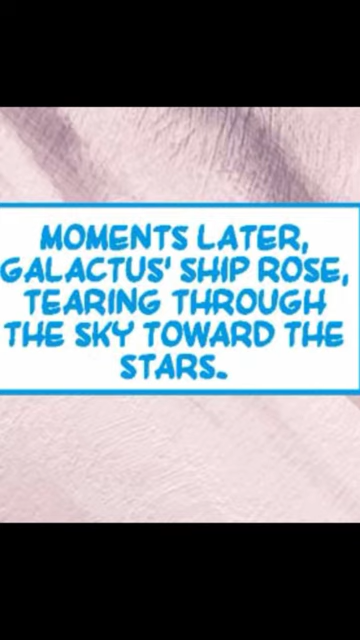 MOMENTS LATER,
GALACTUS' SHIP ROSE,
TEARING THROUGH
THE SKY TOWARD THE
STARS.